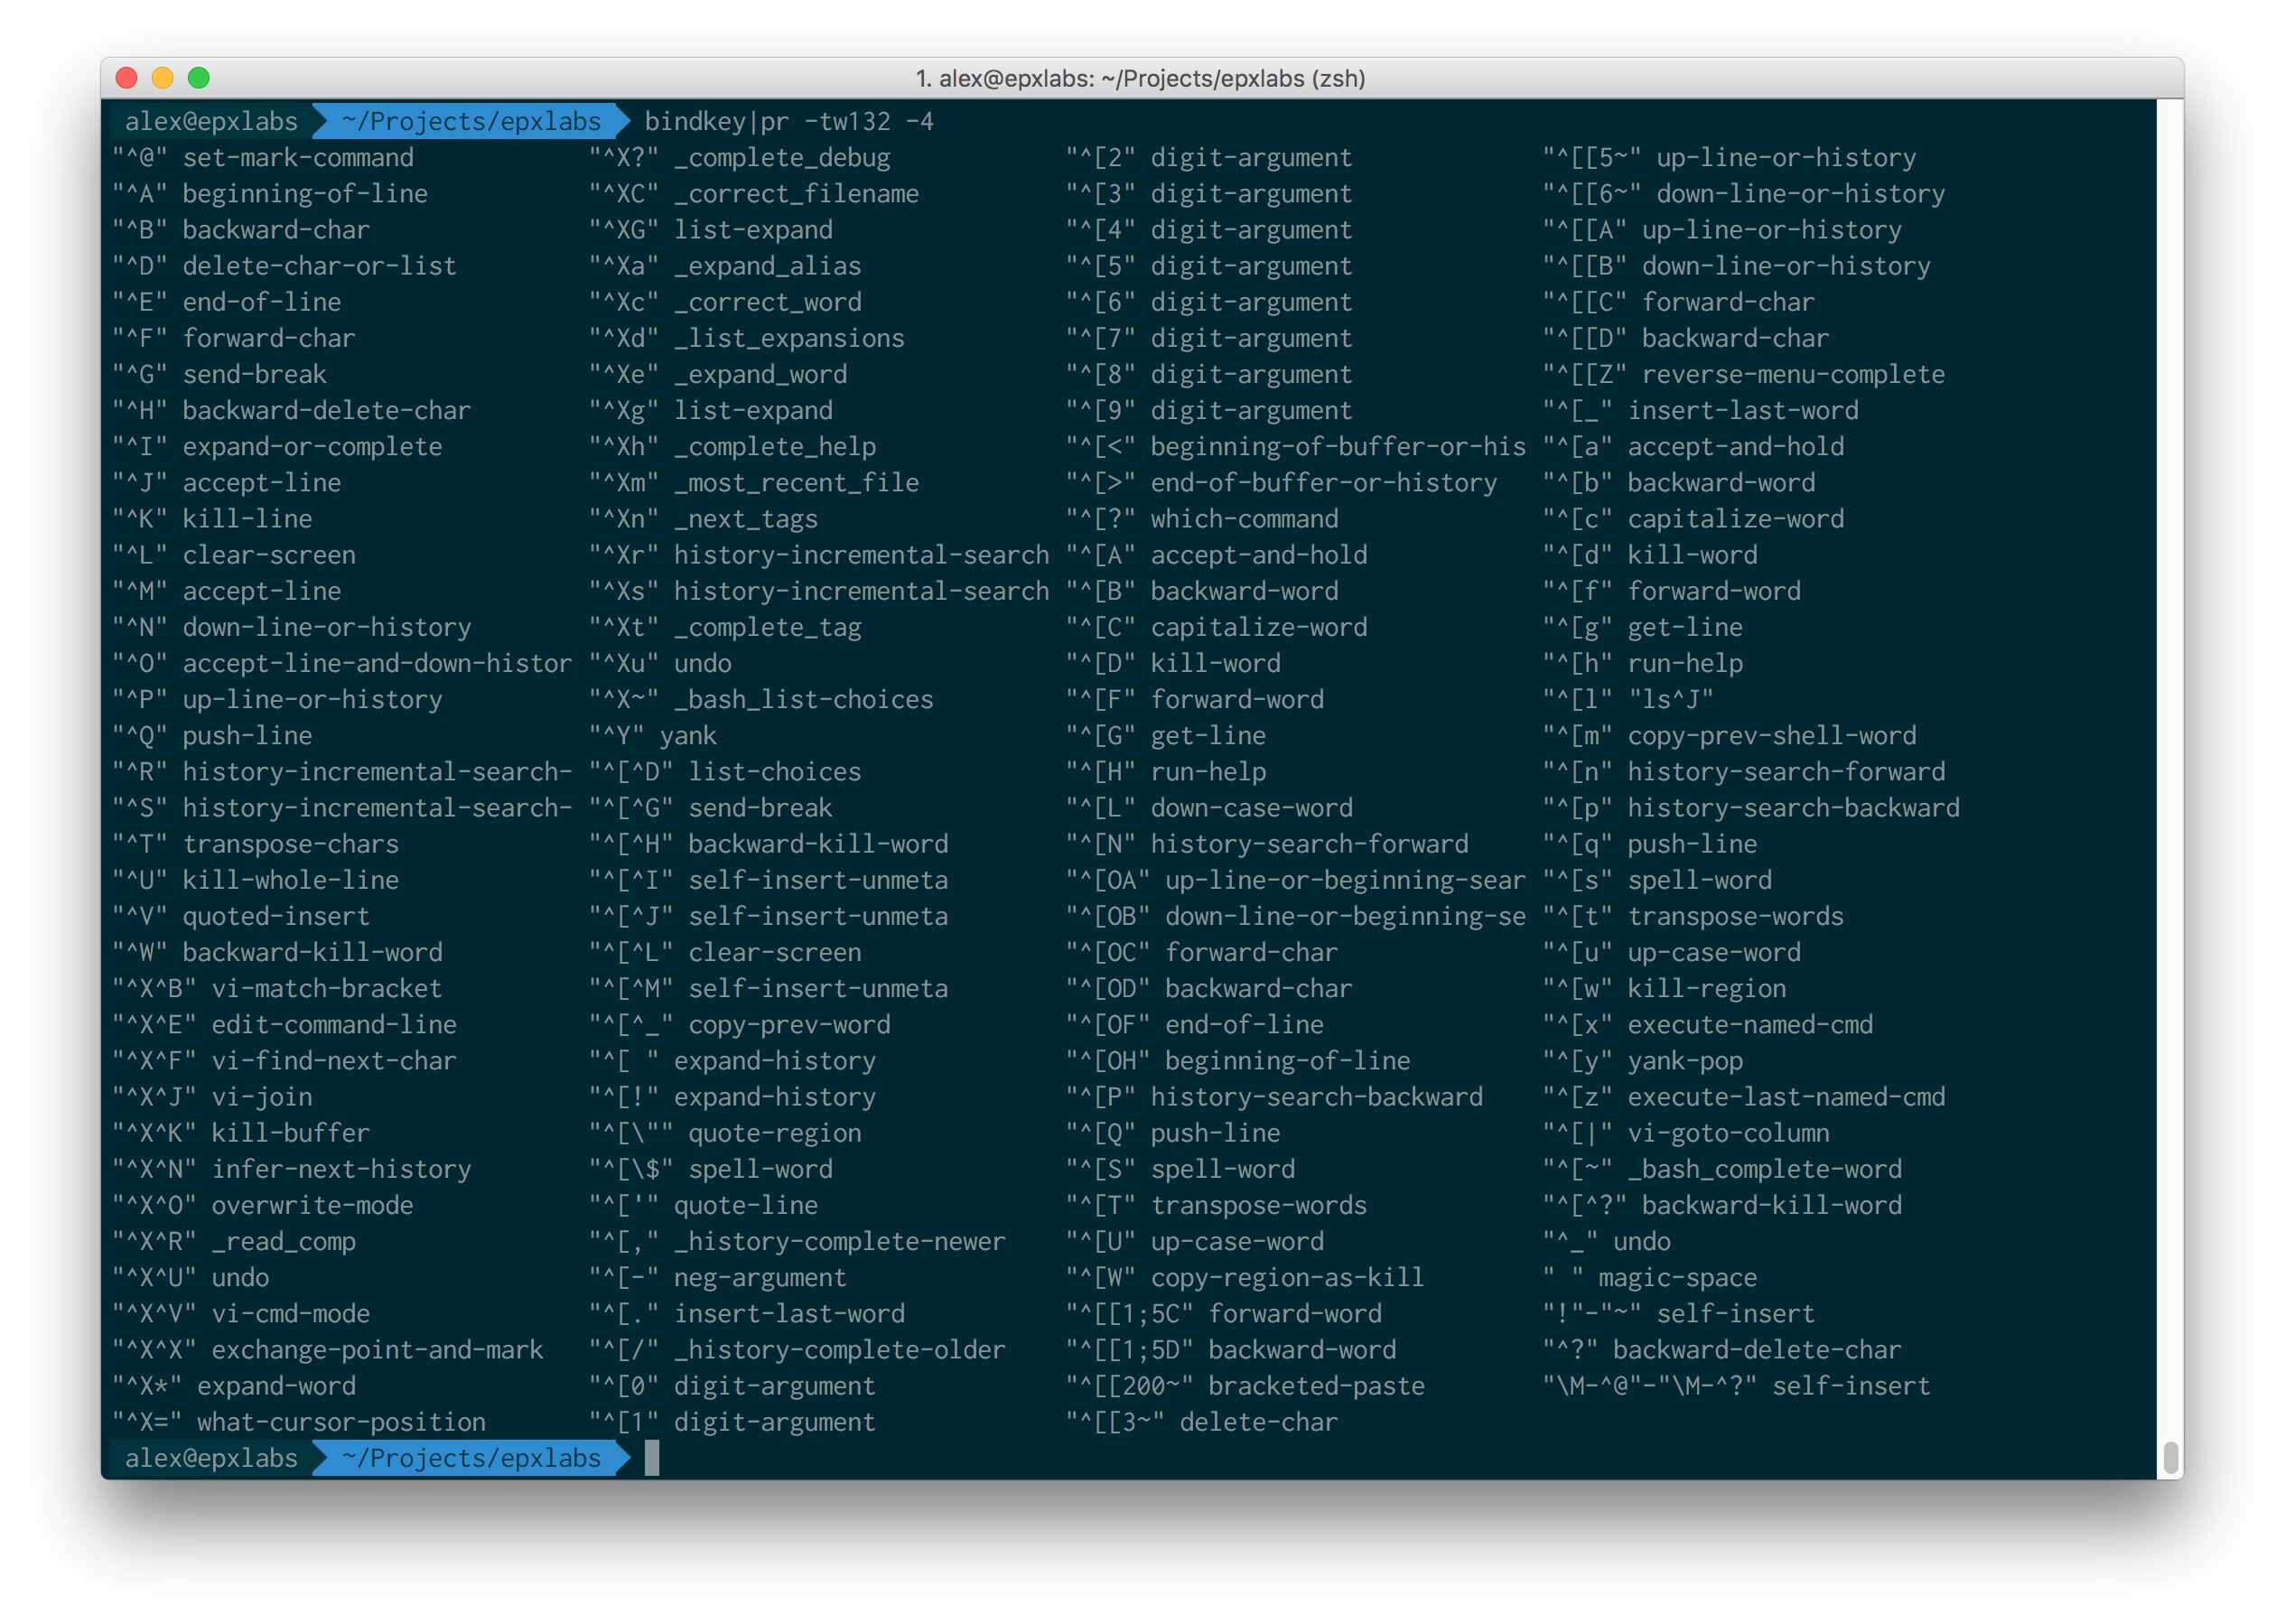 1. alex@epxlabs: ~/Projects/epxlabs (zsh)
alex@epxlabs ~/Projects/epxlabs bindkey|pr -tw132 -4
"^@" set-mark-command "^X?" _complete_debug "^[2" digit-argument "^[[5~" up-line-or-history
"^A" beginning-of-line "^XC" _correct_filename "^[3" digit-argument "^[[6~" down-line-or-history
"^B" backward-char "^XG" list-expand "^[4" digit-argument "^[[A" up-line-or-history
"^D" delete-char-or-list "^Xa" _expand_alias "^[5" digit-argument "^[[B" down-line-or-history
"^E" end-of-line "^Xc" _correct_word "^[6" digit-argument "^[[C" forward-char
"^F" forward-char "^Xd" _list_expansions "^[7" digit-argument "^[[D" backward-char
"^G" send-break "^Xe" _expand_word "^[8" digit-argument "^[[Z" reverse-menu-complete
"^H" backward-delete-char "^Xg" list-expand "^[9" digit-argument "^[_" insert-last-word
"^I" expand-or-complete "^Xh" _complete_help "^[<" beginning-of-buffer-or-his "^[a" accept-and-hold
"^J" accept-line "^Xm" _most_recent_file "^[>" end-of-buffer-or-history "^[b" backward-word
"^K" kill-line "^Xn" _next_tags "^[?" which-command "^[c" capitalize-word
"^L" clear-screen "^Xr" history-incremental-search "^[A" accept-and-hold "^[d" kill-word
"^M" accept-line "^Xs" history-incremental-search "^[B" backward-word "^[f" forward-word
"^N" down-line-or-history "^Xt" _complete_tag "^[C" capitalize-word "^[g" get-line
"^O" accept-line-and-down-histor "^Xu" undo "^[D" kill-word "^[h" run-help
"^P" up-line-or-history "^X~" _bash_list-choices "^[F" forward-word "^[l" "ls^J"
"^Q" push-line "^Y" yank "^[G" get-line "^[m" copy-prev-shell-word
"^R" history-incremental-search- "^[^D" list-choices "^[H" run-help "^[n" history-search-forward
"^S" history-incremental-search- "^[^G" send-break "^[L" down-case-word "^[p" history-search-backward
"^T" transpose-chars "^[^H" backward-kill-word "^[N" history-search-forward "^[q" push-line
"^U" kill-whole-line "^[^I" self-insert-unmeta "^[OA" up-line-or-beginning-sear "^[s" spell-word
"^V" quoted-insert "^[^J" self-insert-unmeta "^[OB" down-line-or-beginning-se "^[t" transpose-words
"^W" backward-kill-word "^[^L" clear-screen "^[OC" forward-char "^[u" up-case-word
"^X^B" vi-match-bracket "^[^M" self-insert-unmeta "^[OD" backward-char "^[w" kill-region
"^X^E" edit-command-line "^[^_" copy-prev-word "^[OF" end-of-line "^[x" execute-named-cmd
"^X^F" vi-find-next-char "^[ " expand-history "^[OH" beginning-of-line "^[y" yank-pop
"^X^J" vi-join "^[!" expand-history "^[P" history-search-backward "^[z" execute-last-named-cmd
"^X^K" kill-buffer "^[\"" quote-region "^[Q" push-line "^[|" vi-goto-column
"^X^N" infer-next-history "^[\$" spell-word "^[S" spell-word "^[~" _bash_complete-word
"^X^O" overwrite-mode "^['" quote-line "^[T" transpose-words "^[^?" backward-kill-word
"^X^R" _read_comp "^[," _history-complete-newer "^[U" up-case-word "^_" undo
"^X^U" undo "^[-" neg-argument "^[W" copy-region-as-kill " " magic-space
"^X^V" vi-cmd-mode "^[." insert-last-word "^[[1;5C" forward-word "!"-"~" self-insert
"^X^X" exchange-point-and-mark "^[/" _history-complete-older "^[[1;5D" backward-word "^?" backward-delete-char
"^X*" expand-word "^[0" digit-argument "^[[200~" bracketed-paste "\M-^@"-"\M-^?" self-insert
"^X=" what-cursor-position "^[1" digit-argument "^[[3~" delete-char
alex@epxlabs ~/Projects/epxlabs